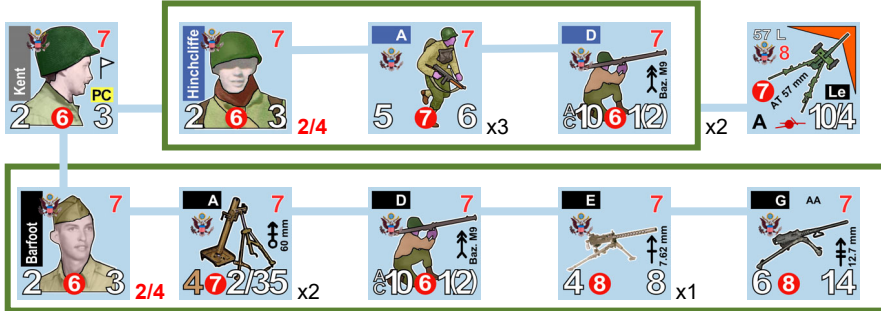 Kent
7
PC
2 6 3
Hinchcliffe
7
2 6 3
2/4
A
7
5 7 6
x3
D
7
Baz. M9
AC 10 6 1(2)
x2
57 L
8
7
AT 57 mm
Le
A 10/4
Barfoot
7
2 6 3
2/4
A
7
60 mm
4 7 2/35
x2
D
7
Baz. M9
AC 10 6 1(2)
E
7
7.62 mm
4 8 8
x1
G AA
7
12.7 mm
6 8 14